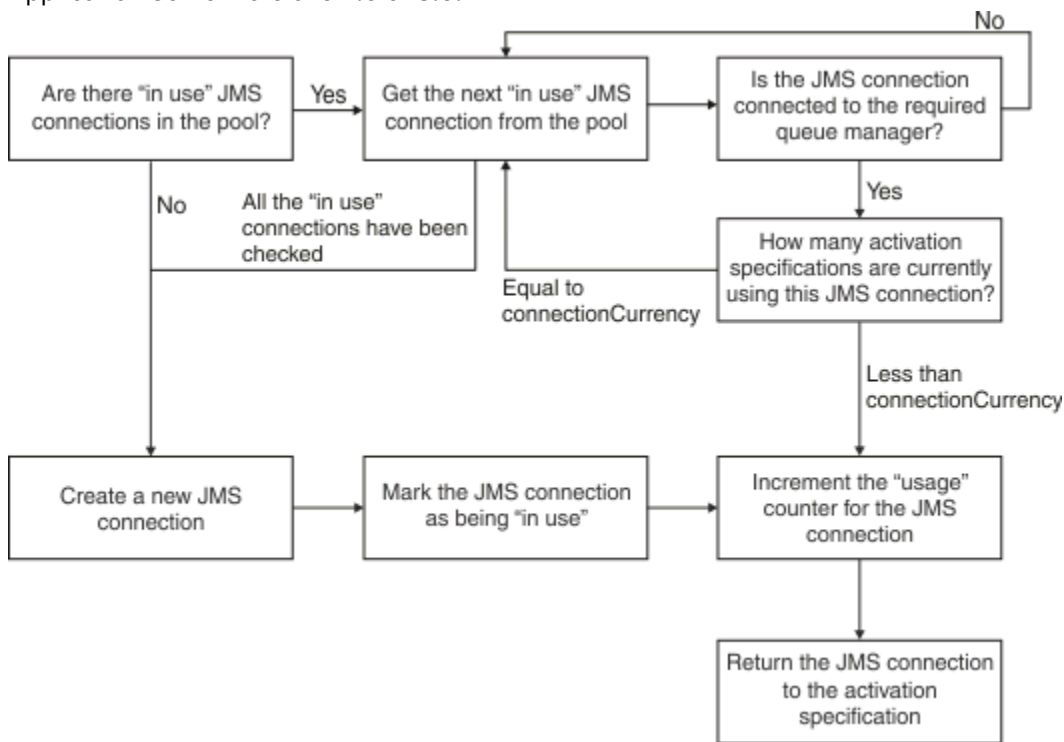 No
Are there “in use” JMS
connections in the pool?
Yes
Get the next “in use” JMS
connection from the pool
Is the JMS connection
connected to the required
queue manager?
No
All the “in use”
connections have been
checked
Yes
How many activation
specifications are currently
using this JMS connection?
Equal to
connectionCurrency
Less than
connectionCurrency
Create a new JMS
connection
Mark the JMS connection
as being “in use”
Increment the “usage”
counter for the JMS
connection
Return the JMS connection
to the activation
specification